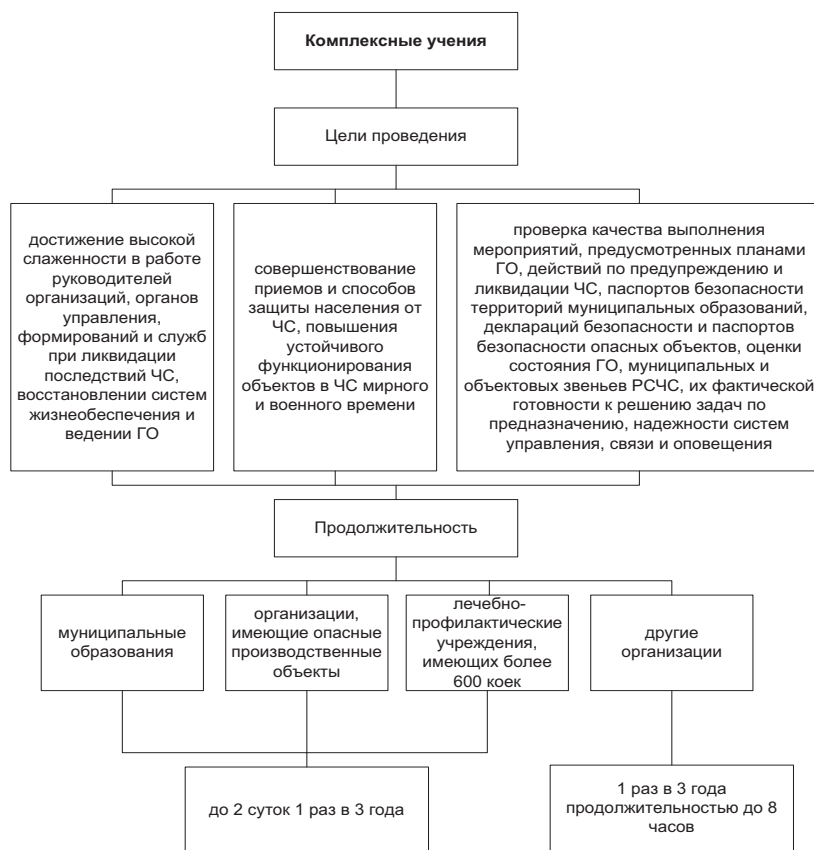 Комплексные учения
Цели проведения
достижение высокой
слаженности в работе
руководителей
организаций, органов
управления,
формирований и служб
при ликвидации
последствий ЧС,
восстановлении систем
жизнеобеспечения и
ведении ГО
совершенствование
приемов и способов
защиты населения от
ЧС, повышения
устойчивого
функционирования
объектов в ЧС мирного
и военного времени
проверка качества выполнения
мероприятий, предусмотренных планами
ГО, действий по предупреждению и
ликвидации ЧС, паспортов безопасности
территорий муниципальных образований,
деклараций безопасности и паспортов
безопасности опасных объектов, оценки
состояния ГО, муниципальных и
объектовых звеньев РСЧС, их фактической
готовности к решению задач по
предназначению, надежности систем
управления, связи и оповещения
Продолжительность
муниципальные
образования
организации,
имеющие опасные
производственные
объекты
лечебно-
профилактические
учреждения,
имеющих более
600 коек
другие
организации
до 2 суток 1 раз в 3 года
1 раз в 3 года
продолжительностью до 8
часов